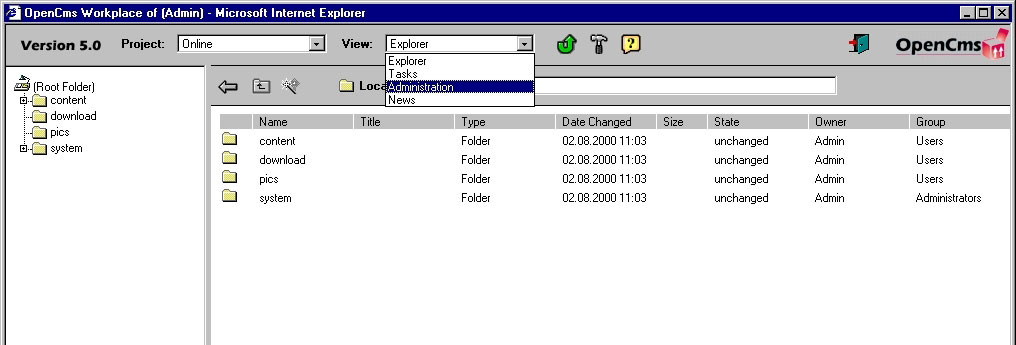 OpenCms Workplace of (Admin) - Microsoft Internet Explorer
Version 5.0 Project: Online View: Explorer OpenCms
Explorer
Tasks
Administration
News
(Root Folder)
content
download
pics
system
Name Title Type Date Changed Size State Owner Group
content Folder 02.08.2000 11:03 unchanged Admin Users
download Folder 02.08.2000 11:03 unchanged Admin Users
pics Folder 02.08.2000 11:03 unchanged Admin Users
system Folder 02.08.2000 11:03 unchanged Admin Administrators